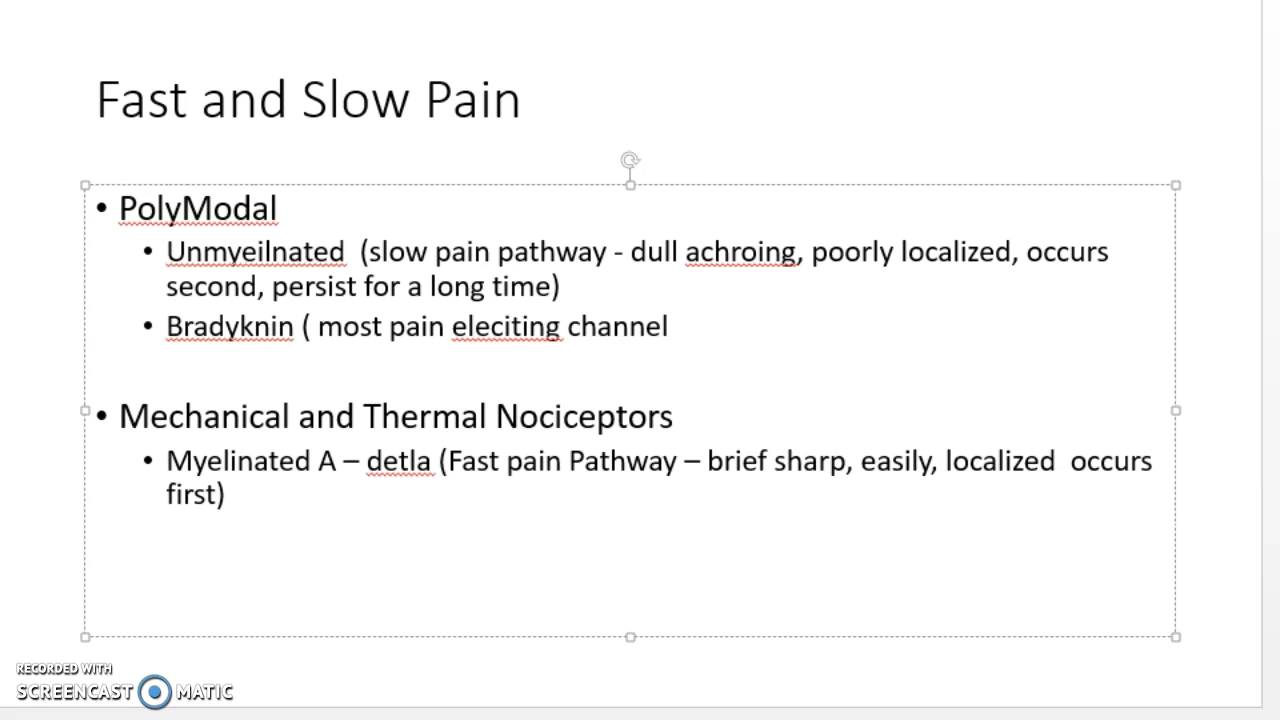 Fast and Slow Pain
• PolyModal
• Unmyeilnated (slow pain pathway - dull achroing, poorly localized, occurs
second, persist for a long time)
• Bradyknin ( most pain eleciting channel
• Mechanical and Thermal Nociceptors
• Myelinated A – detla (Fast pain Pathway – brief sharp, easily, localized occurs
first)
RECORDED WITH
SCREENCAST MATIC